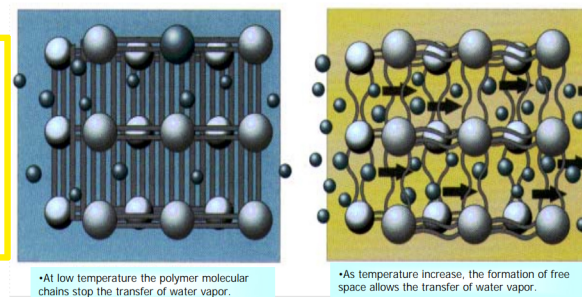 •At low temperature the polymer molecular
chains stop the transfer of water vapor.
•As temperature increase, the formation of free
space allows the transfer of water vapor.